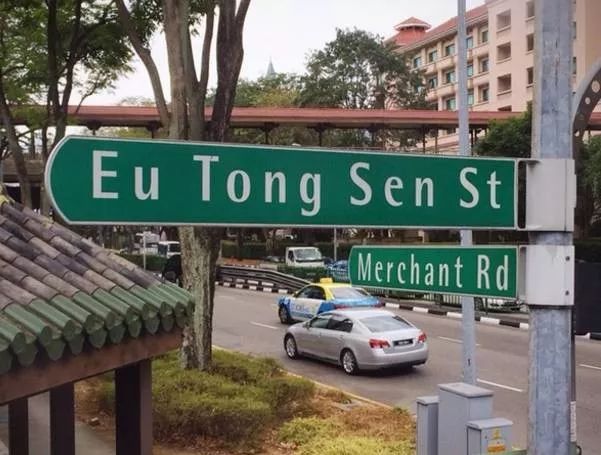 Eu Tong Sen St
Merchant Rd